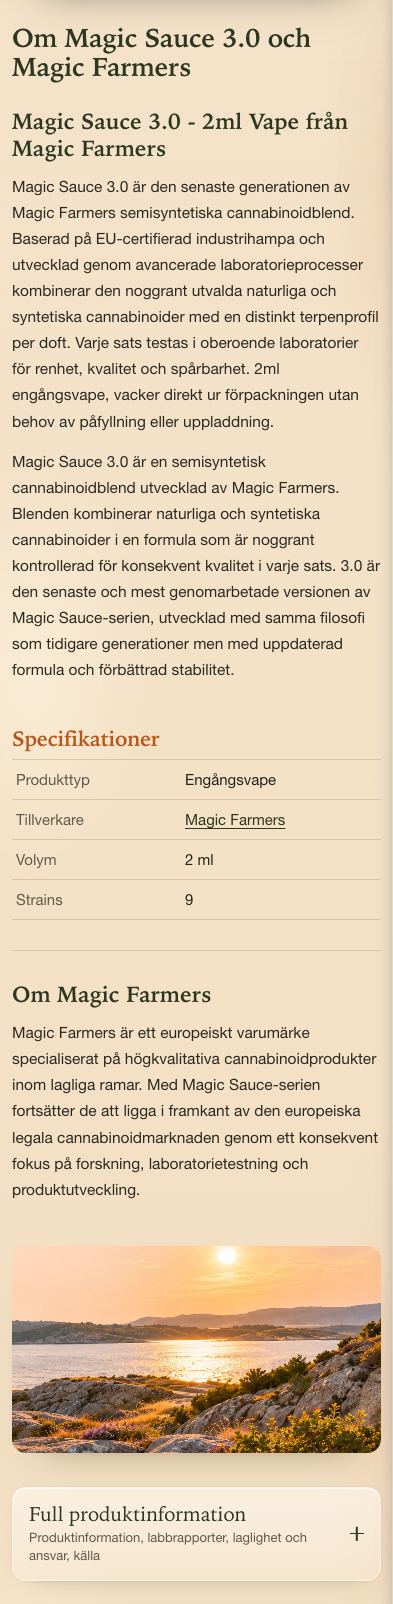 Om Magic Sauce 3.0 och
Magic Farmers
Magic Sauce 3.0 - 2ml Vape från
Magic Farmers
Magic Sauce 3.0 är den senaste generationen av
Magic Farmers semisyntetiska cannabinoidblend.
Baserad på EU-certifierad industrihampa och
utvecklad genom avancerade laboratorieprocesser
kombinerar den noggrant utvalda naturliga och
syntetiska cannabinoider med en distinkt terpenprofil
per doft. Varje sats testas i oberoende laboratorier
för renhet, kvalitet och spårbarhet. 2ml
engångsvape, vacker direkt ur förpackningen utan
behov av påfyllning eller uppladdning.
Magic Sauce 3.0 är en semisyntetisk
cannabinoidblend utvecklad av Magic Farmers.
Blenden kombinerar naturliga och syntetiska
cannabinoider i en formula som är noggrant
kontrollerad för konsekvent kvalitet i varje sats. 3.0 är
den senaste och mest genomarbetade versionen av
Magic Sauce-serien, utvecklad med samma filosofi
som tidigare generationer men med uppdaterad
formula och förbättrad stabilitet.
Specifikationer
Produkttyp Engångsvape
Tillverkare Magic Farmers
Volym 2 ml
Strains 9
Om Magic Farmers
Magic Farmers är ett europeiskt varumärke
specialiserat på högkvalitativa cannabinoidprodukter
inom lagliga ramar. Med Magic Sauce-serien
fortsätter de att ligga i framkant av den europeiska
legala cannabinoidmarknaden genom ett konsekvent
fokus på forskning, laboratorietestning och
produktutveckling.
Full produktinformation
Produktinformation, labbrapporter, laglighet och
ansvar, källa